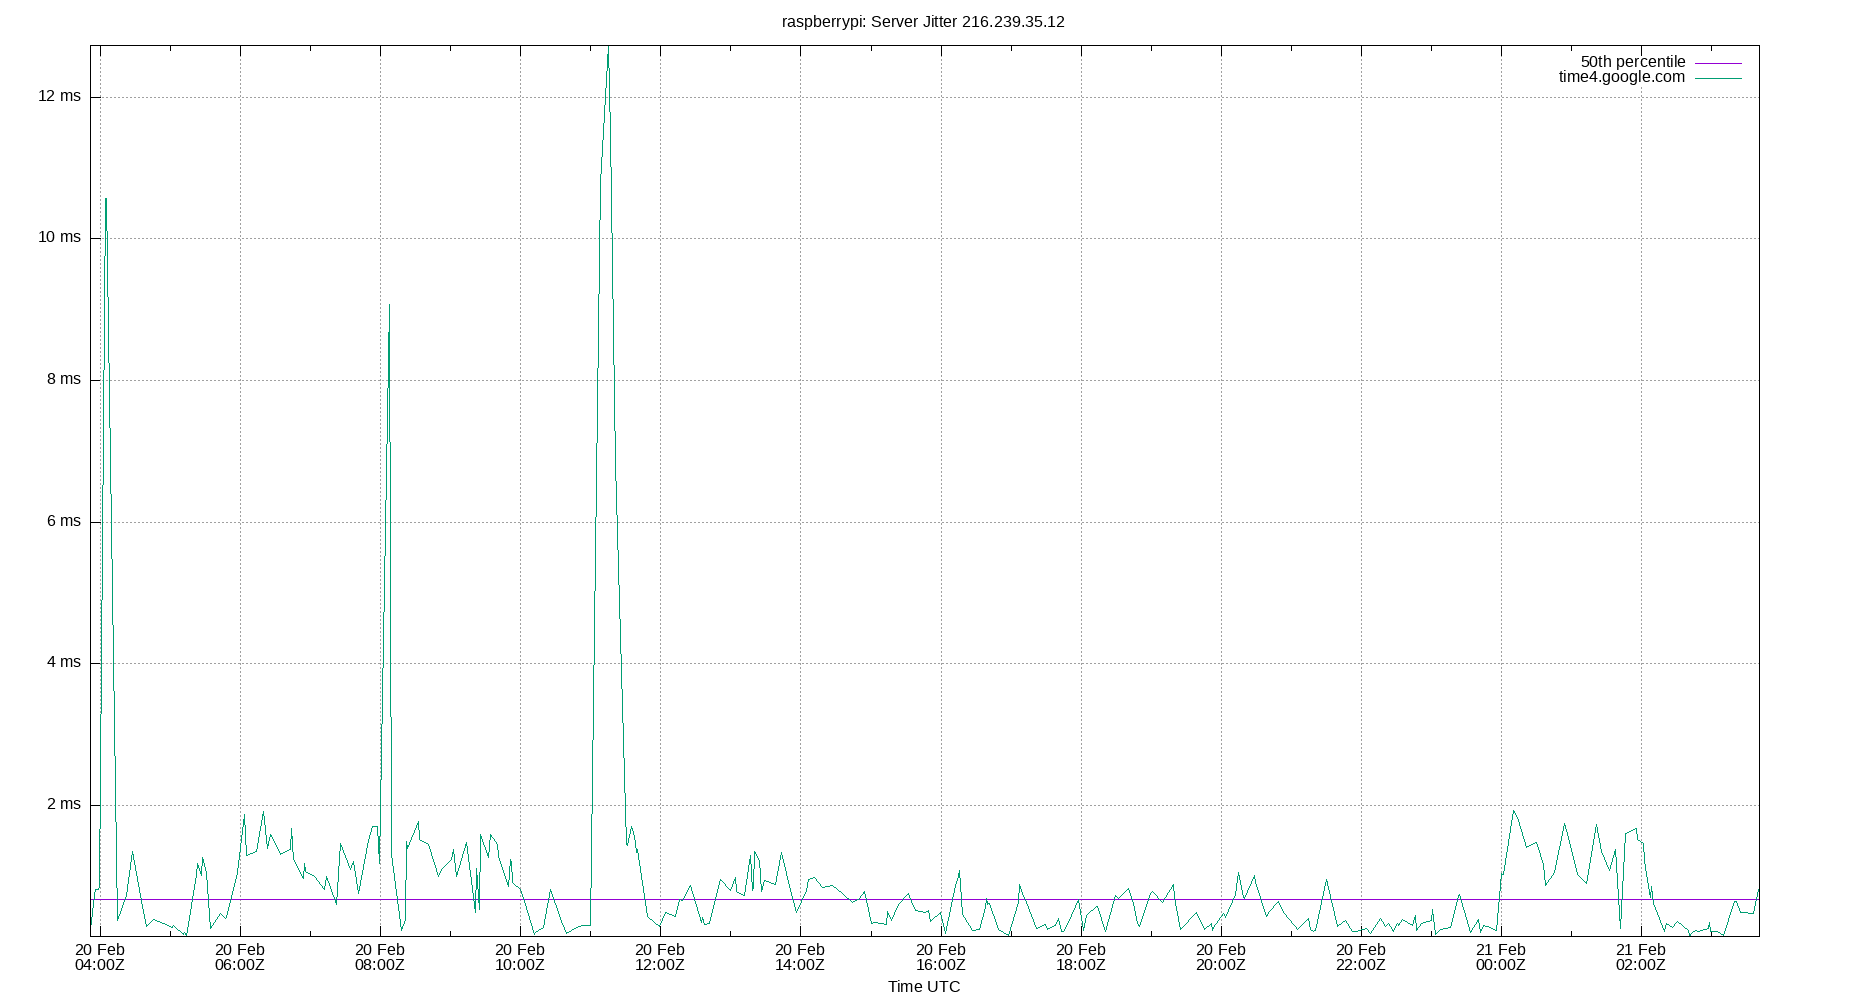 raspberrypi: Server Jitter 216.239.35.12
50th percentile
time4.google.com
12 ms
10 ms
8 ms
6 ms
4 ms
2 ms
20 Feb 20 Feb 20 Feb 20 Feb 20 Feb 20 Feb 20 Feb 20 Feb 20 Feb 20 Feb 21 Feb 21 Feb
04:00Z 06:00Z 08:00Z 10:00Z 12:00Z 14:00Z 16:00Z 18:00Z 20:00Z 22:00Z 00:00Z 02:00Z
Time UTC